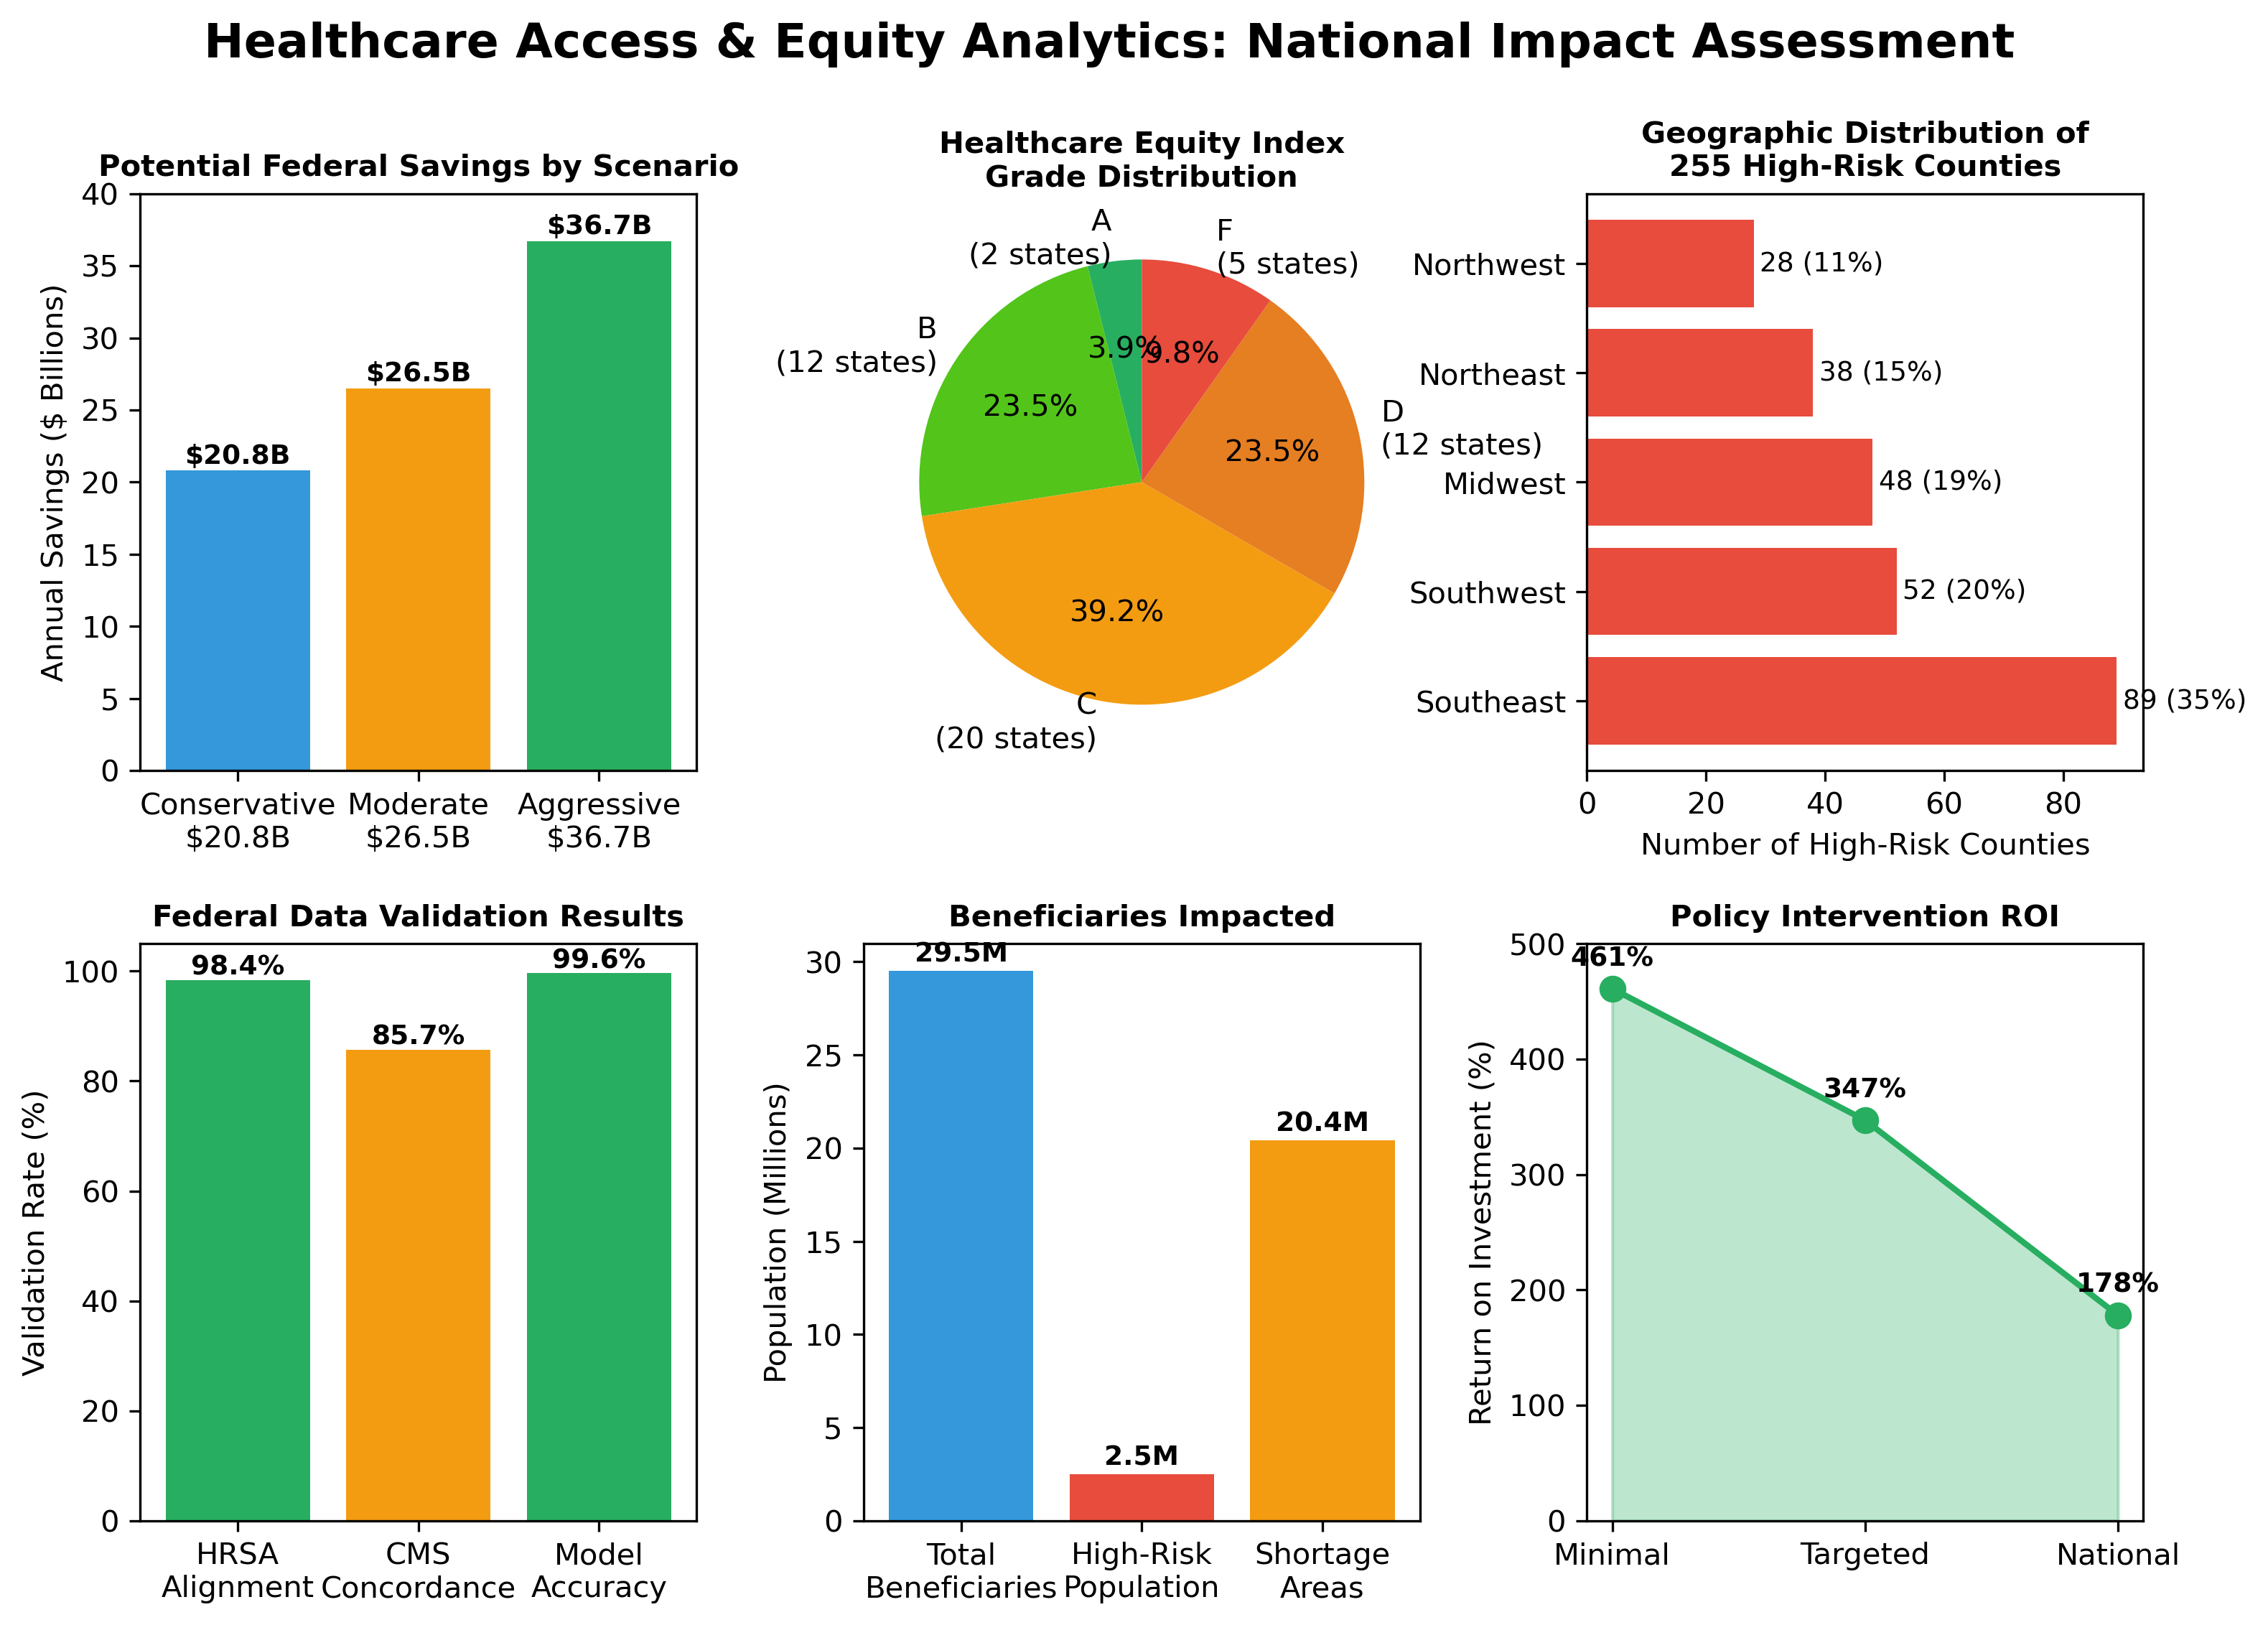 Healthcare Access & Equity Analytics: National Impact Assessment
Potential Federal Savings by Scenario
Annual Savings ($ Billions)
40
35
30
25
20
15
10
5
0
$20.8B
$26.5B
$36.7B
Conservative
$20.8B
Moderate
$26.5B
Aggressive
$36.7B
Healthcare Equity Index
Grade Distribution
A
(2 states)
B
(12 states)
C
(20 states)
D
(12 states)
F
(5 states)
3.9%
23.5%
39.2%
23.5%
9.8%
Geographic Distribution of
255 High-Risk Counties
Northwest
28 (11%)
Northeast
38 (15%)
Midwest
48 (19%)
Southwest
52 (20%)
Southeast
89 (35%)
0
20
40
60
80
Number of High-Risk Counties
Federal Data Validation Results
Validation Rate (%)
100
80
60
40
20
0
98.4%
85.7%
99.6%
HRSA
Alignment
CMS
Concordance
Model
Accuracy
Beneficiaries Impacted
Population (Millions)
30
25
20
15
10
5
0
29.5M
2.5M
20.4M
Total
Beneficiaries
High-Risk
Population
Shortage
Areas
Policy Intervention ROI
Return on Investment (%)
500
400
300
200
100
0
461%
347%
178%
Minimal
Targeted
National